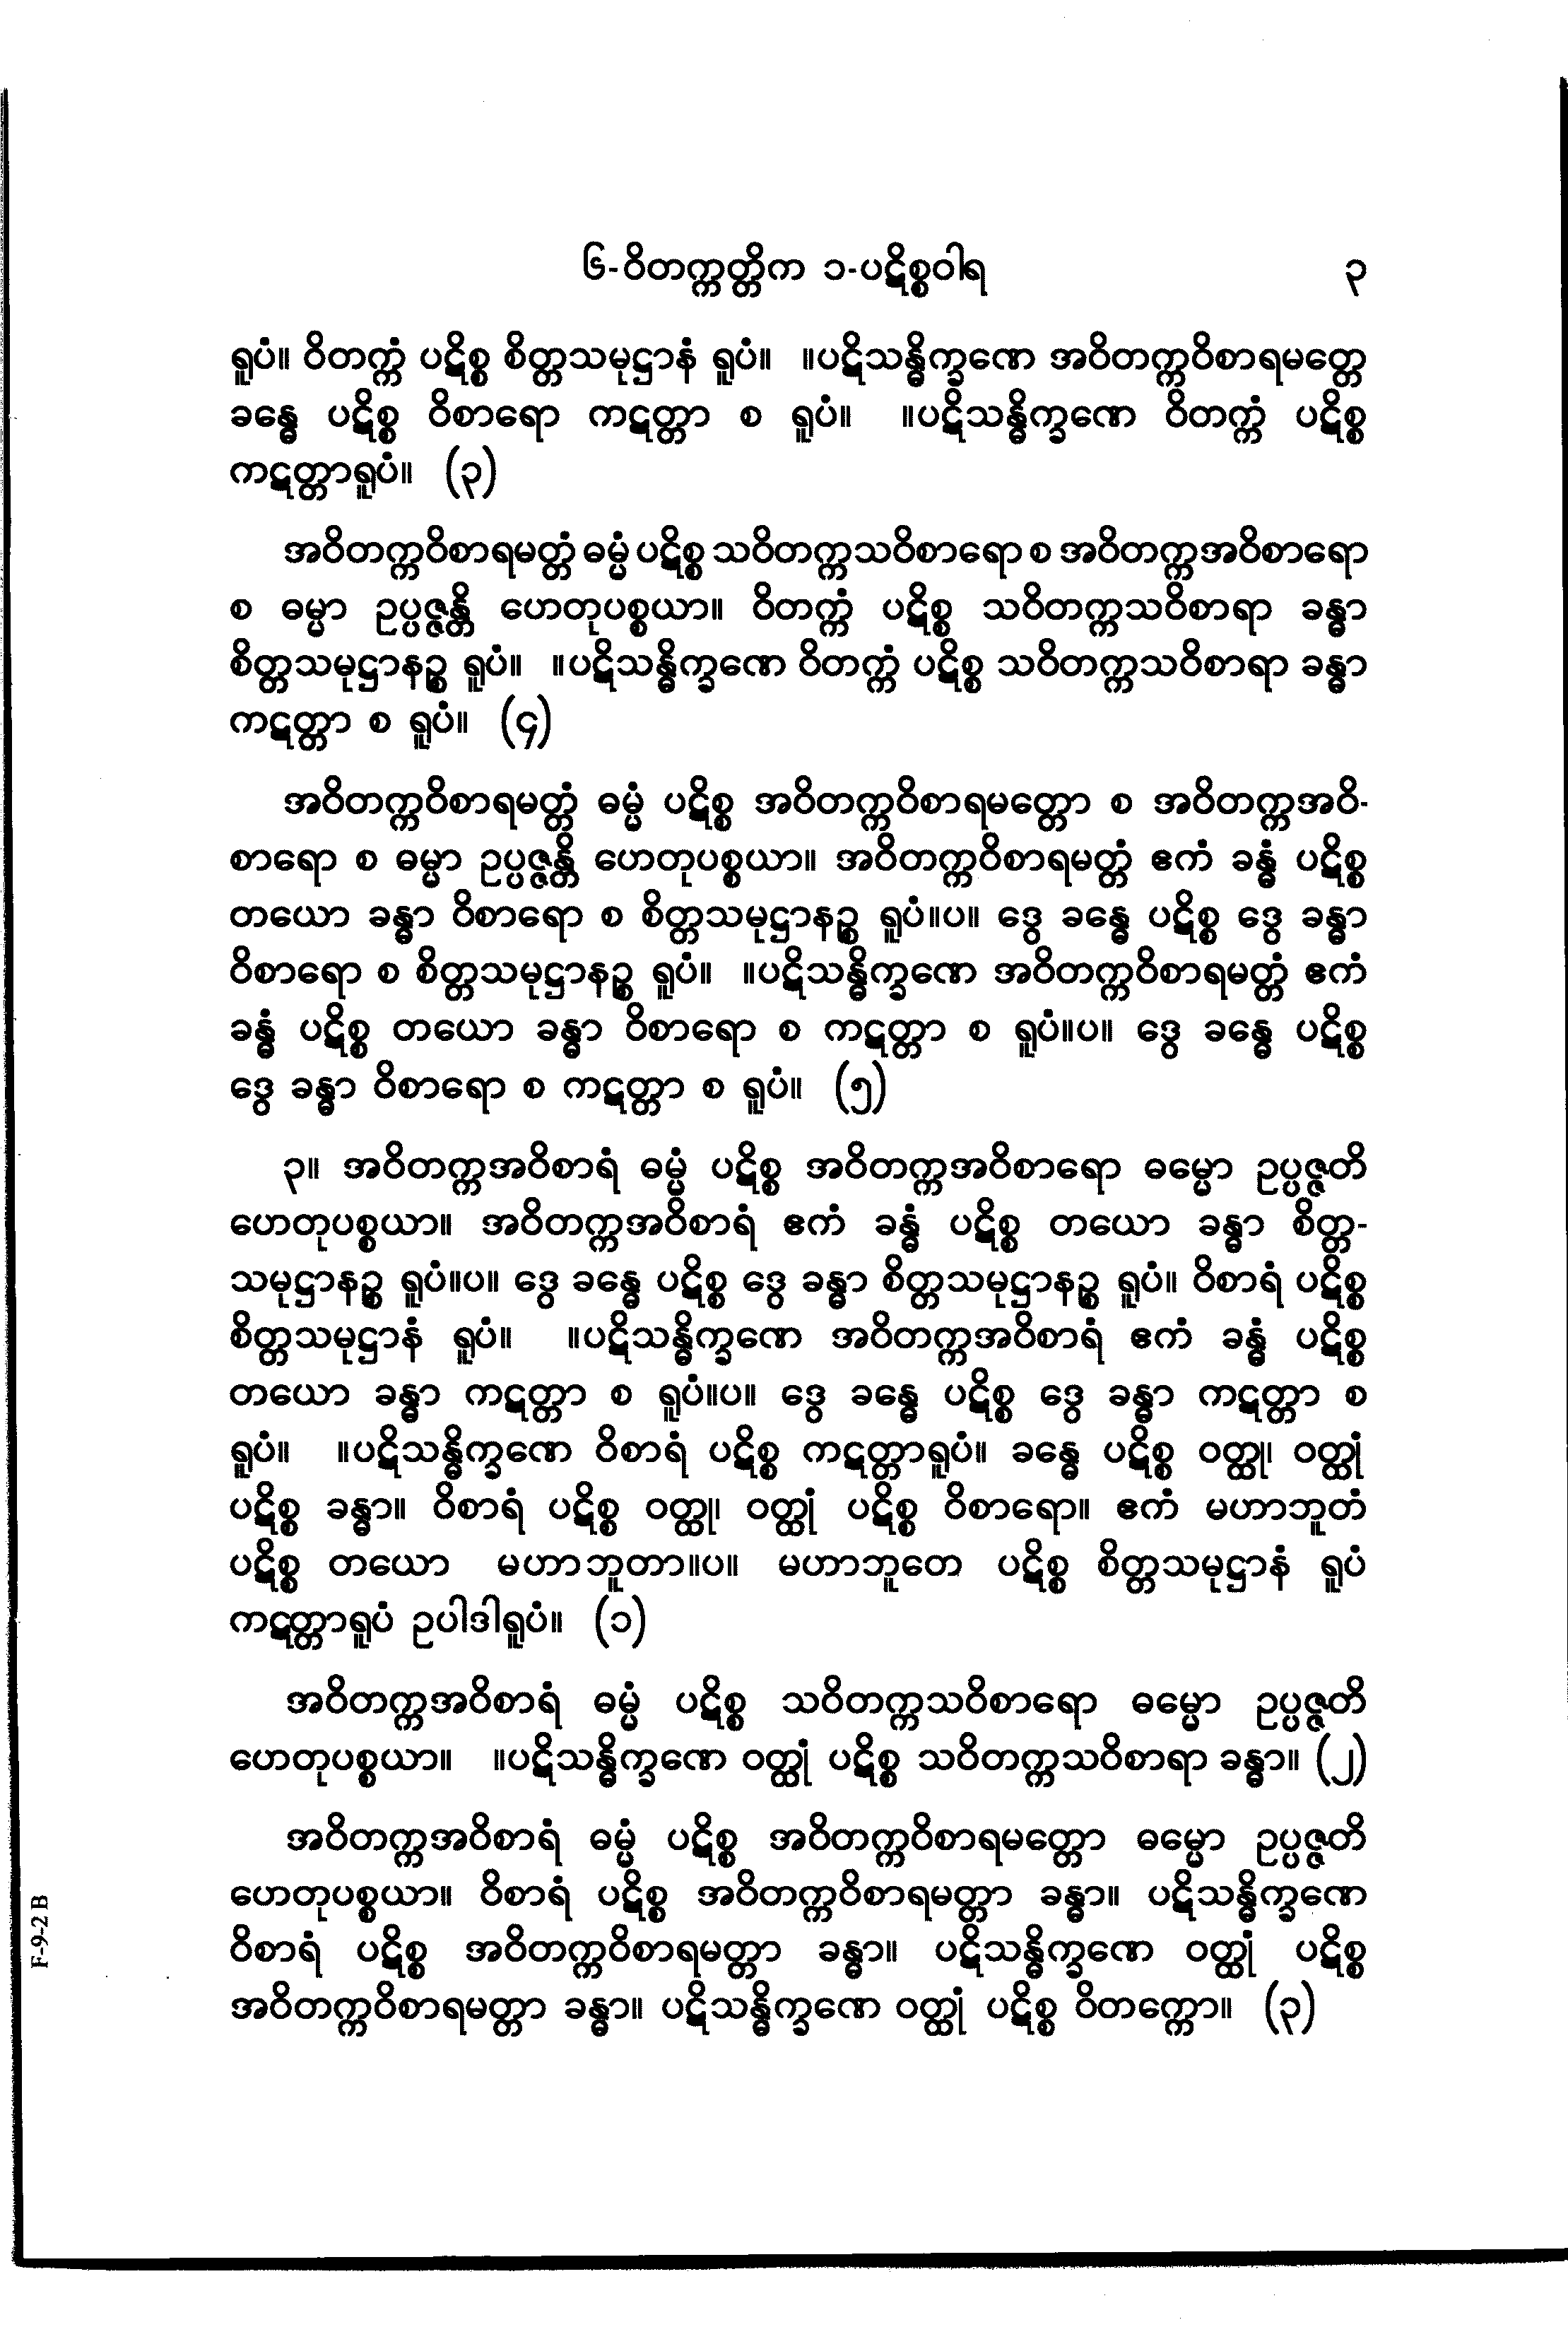 ၆-ဝိတက္ကတ္တိက ၁-ပဋိစ္စဝါရ ၃
ရူပံ။ ဝိတက္ကံ ပဋိစ္စ စိတ္တသမုဋ္ဌာနံ ရူပံ။ ။ပဋိသန္ဓိက္ခဏေ အဝိတက္ကဝိစာရမတ္တေ
ခန္ဓေ ပဋိစ္စ ဝိစာရော ကဋတ္တာ စ ရူပံ။ ။ပဋိသန္ဓိက္ခဏေ ဝိတက္ကံ ပဋိစ္စ
ကဋတ္တာရူပံ။ (၃)
အဝိတက္ကဝိစာရမတ္တံ ဓမ္မံ ပဋိစ္စ သဝိတက္ကသဝိစာရော စ အဝိတက္ကအဝိစာရော
စ ဓမ္မာ ဥပ္ပဇ္ဇန္တိ ဟေတုပစ္စယာ။ ဝိတက္ကံ ပဋိစ္စ သဝိတက္ကသဝိစာရာ ခန္ဓာ
စိတ္တသမုဋ္ဌာနဉ္စ ရူပံ။ ။ပဋိသန္ဓိက္ခဏေ ဝိတက္ကံ ပဋိစ္စ သဝိတက္ကသဝိစာရာ ခန္ဓာ
ကဋတ္တာ စ ရူပံ။ (၄)
အဝိတက္ကဝိစာရမတ္တံ ဓမ္မံ ပဋိစ္စ အဝိတက္ကဝိစာရမတ္တော စ အဝိတက္ကအဝိ-
စာရော စ ဓမ္မာ ဥပ္ပဇ္ဇန္တိ ဟေတုပစ္စယာ။ အဝိတက္ကဝိစာရမတ္တံ ဧကံ ခန္ဓံ ပဋိစ္စ
တယော ခန္ဓာ ဝိစာရော စ စိတ္တသမုဋ္ဌာနဉ္စ ရူပံ။ပ။ ဒွေ ခန္ဓေ ပဋိစ္စ ဒွေ ခန္ဓာ
ဝိစာရော စ စိတ္တသမုဋ္ဌာနဉ္စ ရူပံ။ ။ပဋိသန္ဓိက္ခဏေ အဝိတက္ကဝိစာရမတ္တံ ဧကံ
ခန္ဓံ ပဋိစ္စ တယော ခန္ဓာ ဝိစာရော စ ကဋတ္တာ စ ရူပံ။ပ။ ဒွေ ခန္ဓေ ပဋိစ္စ
ဒွေ ခန္ဓာ ဝိစာရော စ ကဋတ္တာ စ ရူပံ။ (၅)
၃။ အဝိတက္ကအဝိစာရံ ဓမ္မံ ပဋိစ္စ အဝိတက္ကအဝိစာရော ဓမ္မော ဥပ္ပဇ္ဇတိ
ဟေတုပစ္စယာ။ အဝိတက္ကအဝိစာရံ ဧကံ ခန္ဓံ ပဋိစ္စ တယော ခန္ဓာ စိတ္တ-
သမုဋ္ဌာနဉ္စ ရူပံ။ပ။ ဒွေ ခန္ဓေ ပဋိစ္စ ဒွေ ခန္ဓာ စိတ္တသမုဋ္ဌာနဉ္စ ရူပံ။ ဝိစာရံ ပဋိစ္စ
စိတ္တသမုဋ္ဌာနံ ရူပံ။ ။ပဋိသန္ဓိက္ခဏေ အဝိတက္ကအဝိစာရံ ဧကံ ခန္ဓံ ပဋိစ္စ
တယော ခန္ဓာ ကဋတ္တာ စ ရူပံ။ပ။ ဒွေ ခန္ဓေ ပဋိစ္စ ဒွေ ခန္ဓာ ကဋတ္တာ စ
ရူပံ။ ။ပဋိသန္ဓိက္ခဏေ ဝိစာရံ ပဋိစ္စ ကဋတ္တာရူပံ။ ခန္ဓေ ပဋိစ္စ ဝတ္ထု၊ ဝတ္ထုံ
ပဋိစ္စ ခန္ဓာ။ ဝိစာရံ ပဋိစ္စ ဝတ္ထု၊ ဝတ္ထုံ ပဋိစ္စ ဝိစာရော။ ဧကံ မဟာဘူတံ
ပဋိစ္စ တယော မဟာဘူတာ။ပ။ မဟာဘူတေ ပဋိစ္စ စိတ္တသမုဋ္ဌာနံ ရူပံ
ကဋတ္တာရူပံ ဥပါဒါရူပံ။ (၁)
အဝိတက္ကအဝိစာရံ ဓမ္မံ ပဋိစ္စ သဝိတက္ကသဝိစာရော ဓမ္မော ဥပ္ပဇ္ဇတိ
ဟေတုပစ္စယာ။ ။ပဋိသန္ဓိက္ခဏေ ဝတ္ထုံ ပဋိစ္စ သဝိတက္ကသဝိစာရာ ခန္ဓာ။ (၂)
အဝိတက္ကအဝိစာရံ ဓမ္မံ ပဋိစ္စ အဝိတက္ကဝိစာရမတ္တော ဓမ္မော ဥပ္ပဇ္ဇတိ
ဟေတုပစ္စယာ။ ဝိစာရံ ပဋိစ္စ အဝိတက္ကဝိစာရမတ္တာ ခန္ဓာ။ ပဋိသန္ဓိက္ခဏေ
ဝိစာရံ ပဋိစ္စ အဝိတက္ကဝိစာရမတ္တာ ခန္ဓာ။ ပဋိသန္ဓိက္ခဏေ ဝတ္ထုံ ပဋိစ္စ
အဝိတက္ကဝိစာရမတ္တာ ခန္ဓာ။ ပဋိသန္ဓိက္ခဏေ ဝတ္ထုံ ပဋိစ္စ ဝိတက္ကော။ (၃)
F-9-2 B